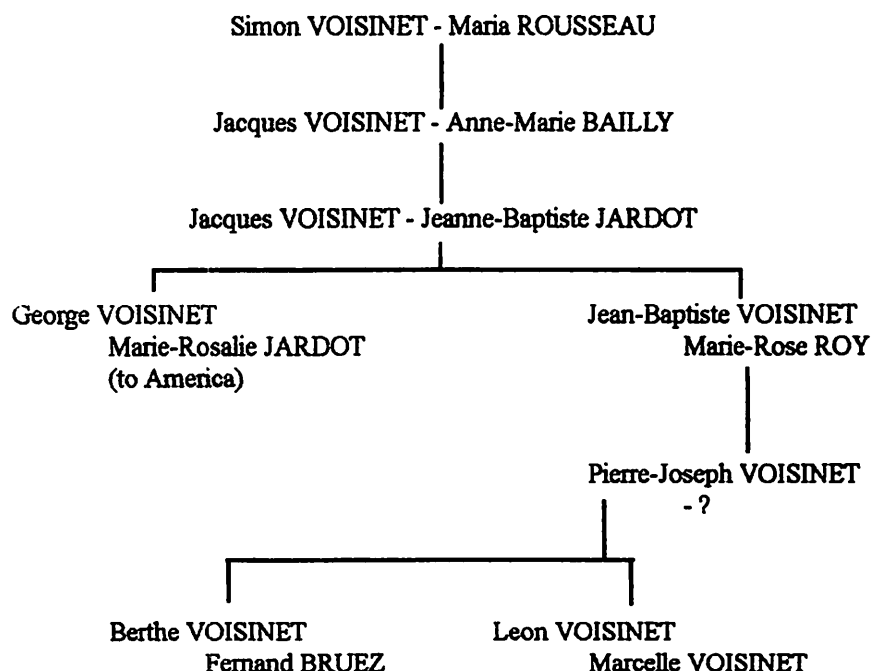 Simon VOISINET - Maria ROUSSEAU
Jacques VOISINET - Anne-Marie BAILLY
Jacques VOISINET - Jeanne-Baptiste JARDOT
George VOISINET
Marie-Rosalie JARDOT
(to America)
Jean-Baptiste VOISINET
Marie-Rose ROY
Pierre-Joseph VOISINET
- ?
Berthe VOISINET
Fernand BRUEZ
Leon VOISINET
Marcelle VOISINET